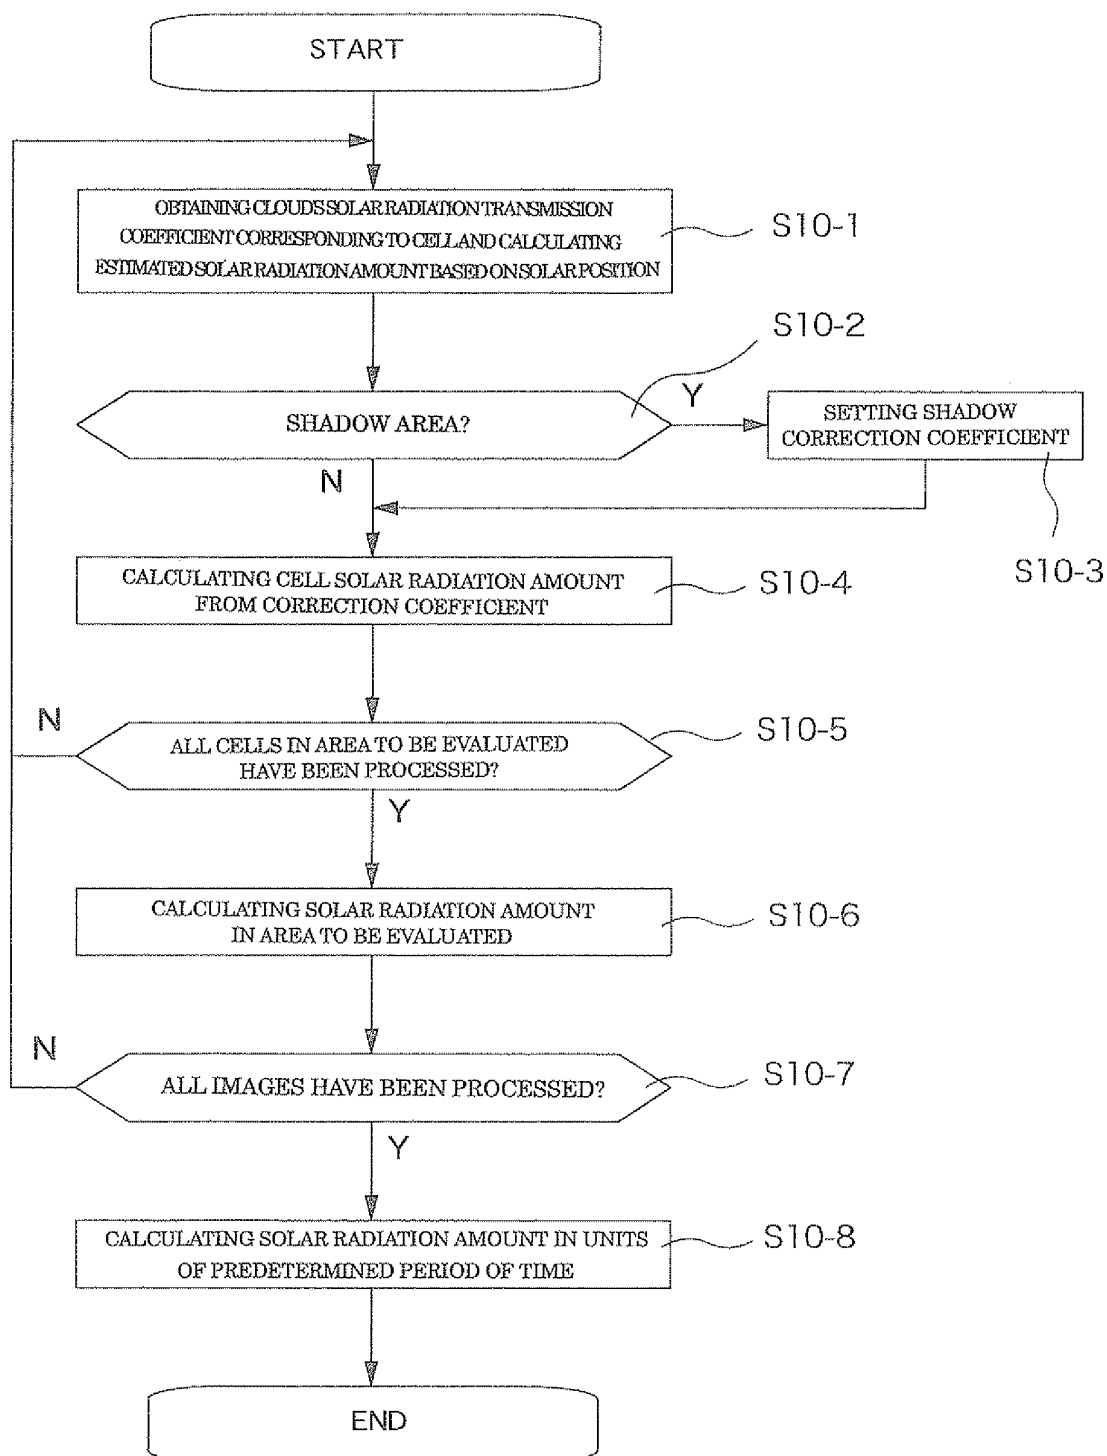 START
OBTAINING CLOUDS SOLAR RADIATION TRANSMISSION
COEFFICIENT CORRESPONDING TO CELL AND CALCULATING
ESTIMATED SOLAR RADIATION AMOUNT BASED ON SOLAR POSITION
S10-1
S10-2
SHADOW AREA?
Y
SETTING SHADOW
CORRECTION COEFFICIENT
N
S10-3
CALCULATING CELL SOLAR RADIATION AMOUNT
FROM CORRECTION COEFFICIENT
S10-4
N
ALL CELLS IN AREA TO BE EVALUATED
HAVE BEEN PROCESSED?
S10-5
Y
CALCULATING SOLAR RADIATION AMOUNT
IN AREA TO BE EVALUATED
S10-6
N
ALL IMAGES HAVE BEEN PROCESSED?
S10-7
Y
CALCULATING SOLAR RADIATION AMOUNT IN UNITS
OF PREDETERMINED PERIOD OF TIME
S10-8
END